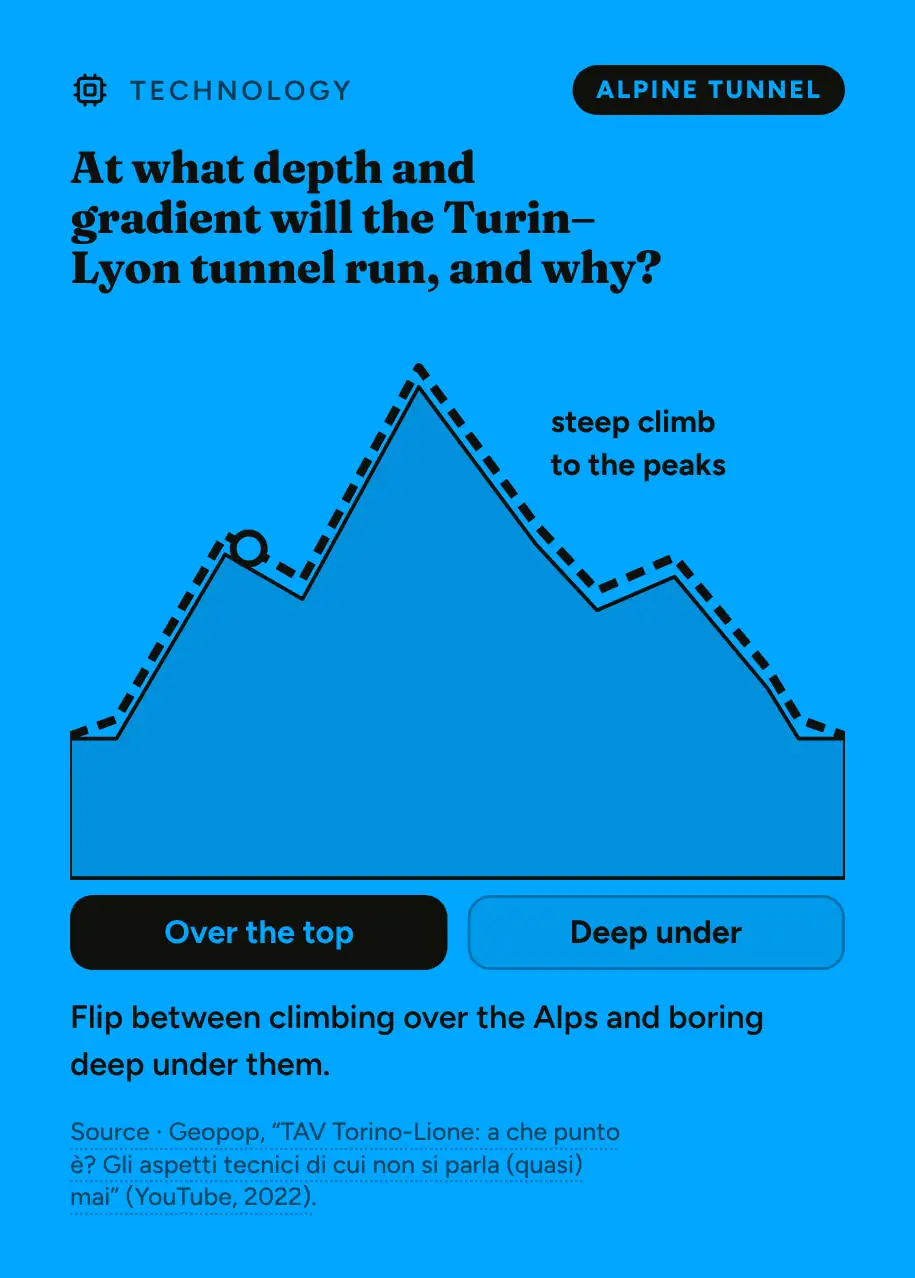 TECHNOLOGY
ALPINE TUNNEL
At what depth and
gradient will the Turin–
Lyon tunnel run, and why?
steep climb
to the peaks
Over the top
Deep under
Flip between climbing over the Alps and boring
deep under them.
Source · Geopop, “TAV Torino-Lione: a che punto
è? Gli aspetti tecnici di cui non si parla (quasi)
mai” (YouTube, 2022).